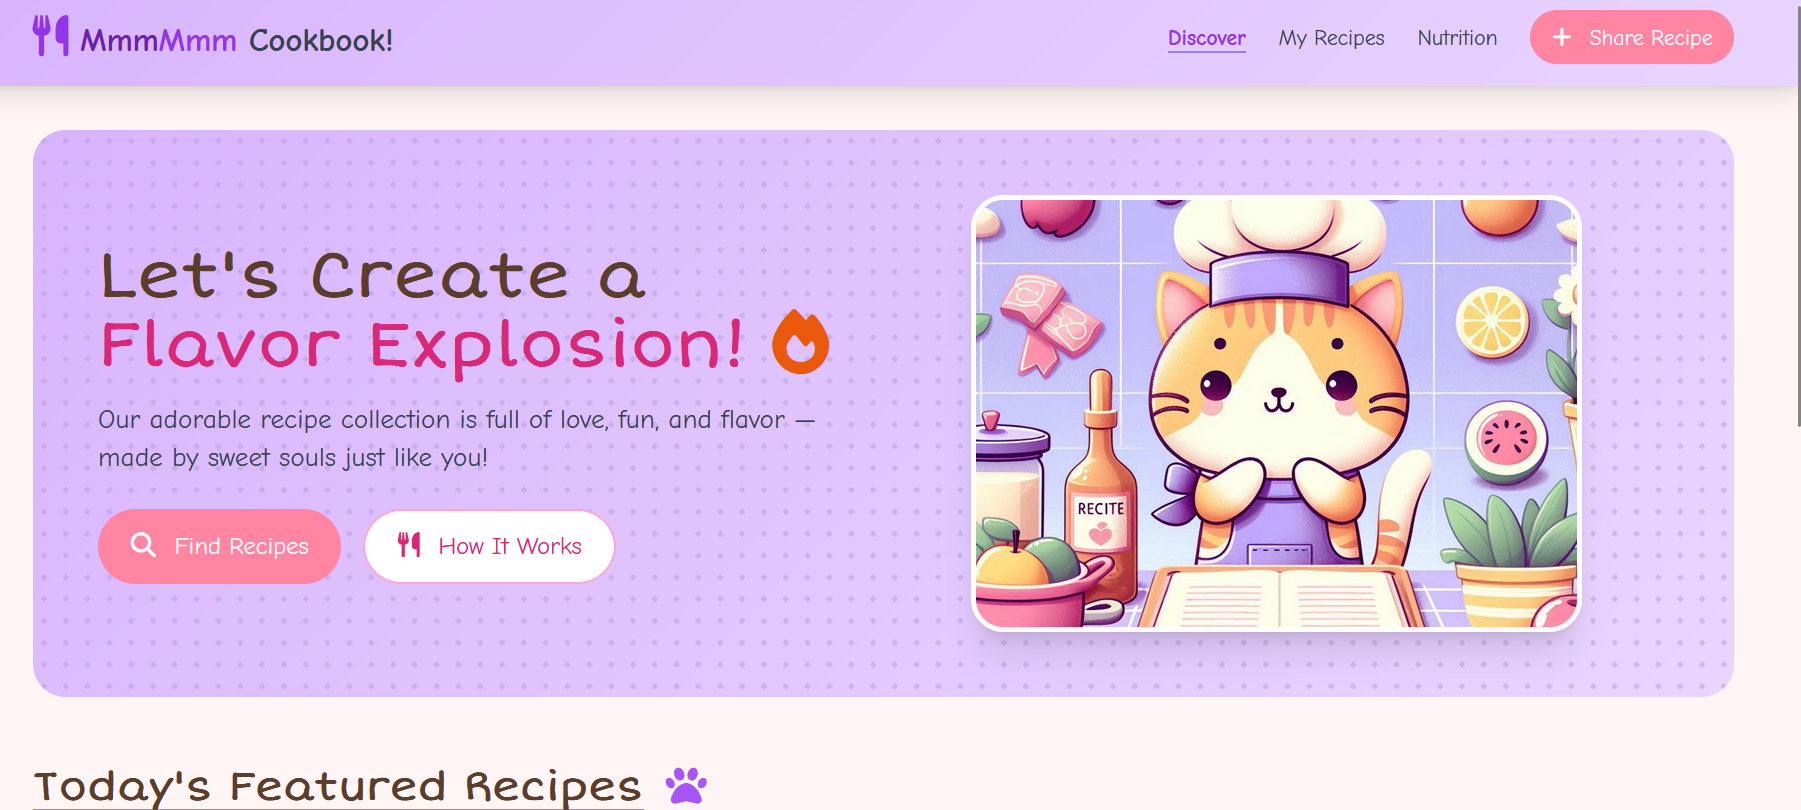 MmmMmm Cookbook!
Discover
My Recipes
Nutrition
Share Recipe
Let's Create a
Flavor Explosion!
Our adorable recipe collection is full of love, fun, and flavor —
made by sweet souls just like you!
Find Recipes
How It Works
RECITE
Today's Featured Recipes